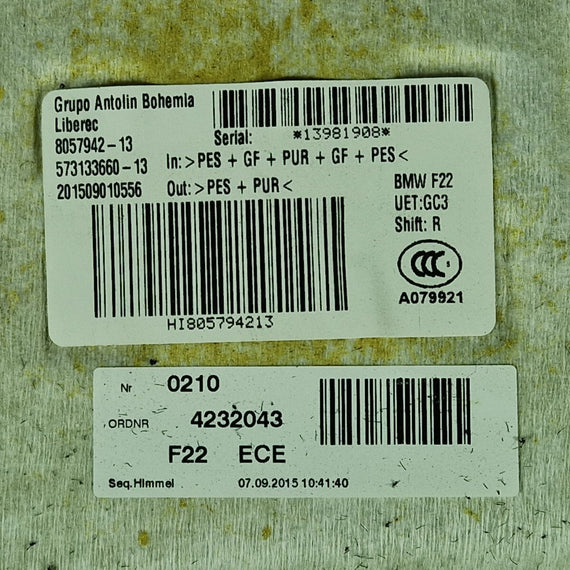 Grupo Antolin Bohemia
Liberec
8057942-13
Serial: *13981908*
573133660-13
In: >PES + GF + PUR + GF + PES<
201509010556
Out: >PES + PUR<
BMW F22
UET:GC3
Shift: R
CCC S
A079921
HI805794213
Nr 0210
ORDNR 4232043
F22 ECE
Seq.Himmel 07.09.2015 10:41:40